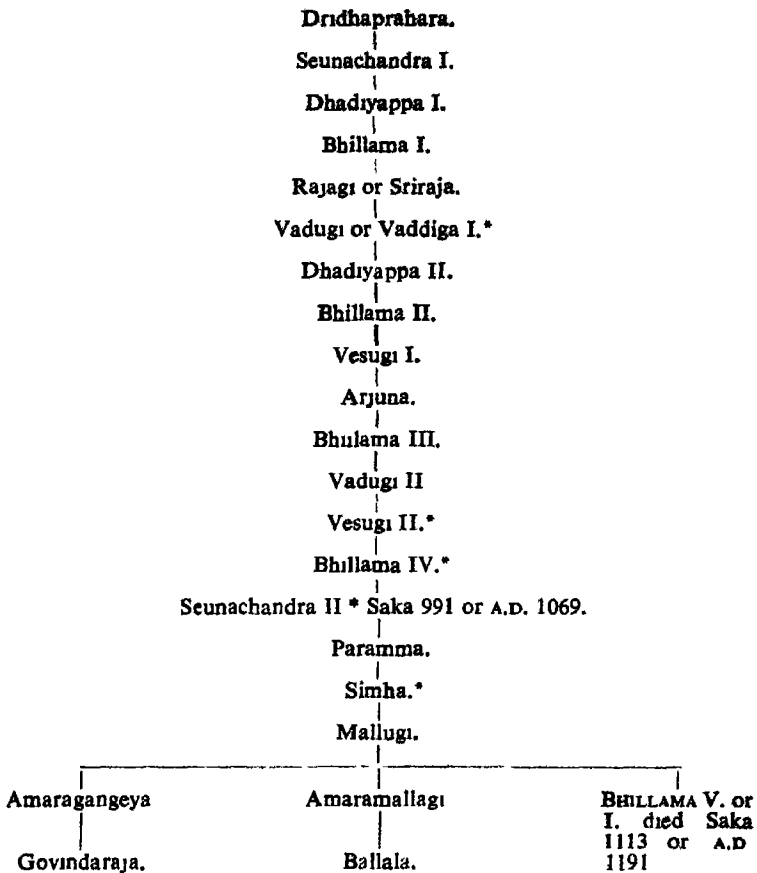 Dridhaprahara.
Seunachandra I.
Dhadiyappa I.
Bhillama I.
Rajagi or Sriraja.
Vadugi or Vaddiga I.*
Dhadiyappa II.
Bhillama II.
Vesugi I.
Arjuna.
Bhillama III.
Vadugi II
Vesugi II.*
Bhillama IV.*
Seunachandra II * Saka 991 or A.D. 1069.
Paramma.
Simha.*
Mallugi.
Amaragangeya Amaramallagi BHILLAMA V. or
I. died Saka
1113 or A.D
Govindaraja. Ballala. 1191